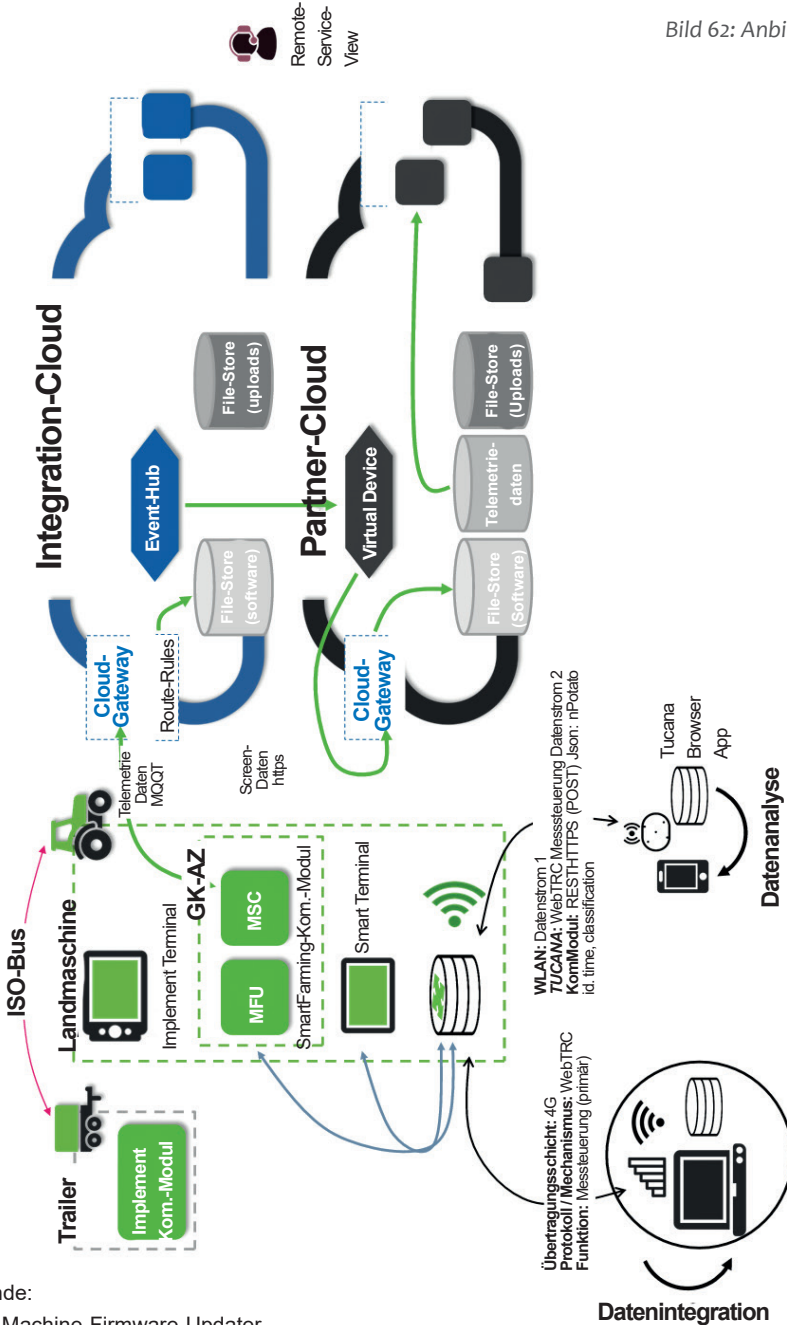 Bild 62: Anbi
Remote-
Service-
View
Integration-Cloud
Cloud-
Gateway
Route-Rules
Event-Hub
File-Store
(software)
File-Store
(uploads)
Partner-Cloud
Cloud-
Gateway
Virtual Device
File-Store
(Software)
Telemetrie-
daten
File-Store
(Uploads)
Telemetrie
Daten
MQQT
Screen-
Daten
https
ISO-Bus
Trailer
Implement
Kom.-Modul
Landmaschine
Implement Terminal
GK-AZ
MFU
MSC
SmartFarming-Kom.-Modul
Smart Terminal
Übertragungsschicht: 4G
Protokoll / Mechanismus: WebTRC
Funktion: Messteuerung (primär)
WLAN: Datenstrom 1
TUCANA: WebTRC Messsteuerung Datenstrom 2
KomModul: RESTHTTPS (POST) Json: nPotato
id. time, classification
Tucana
Browser
App
Datenanalyse
Datenintegration
de:
Machine Firmware Updater